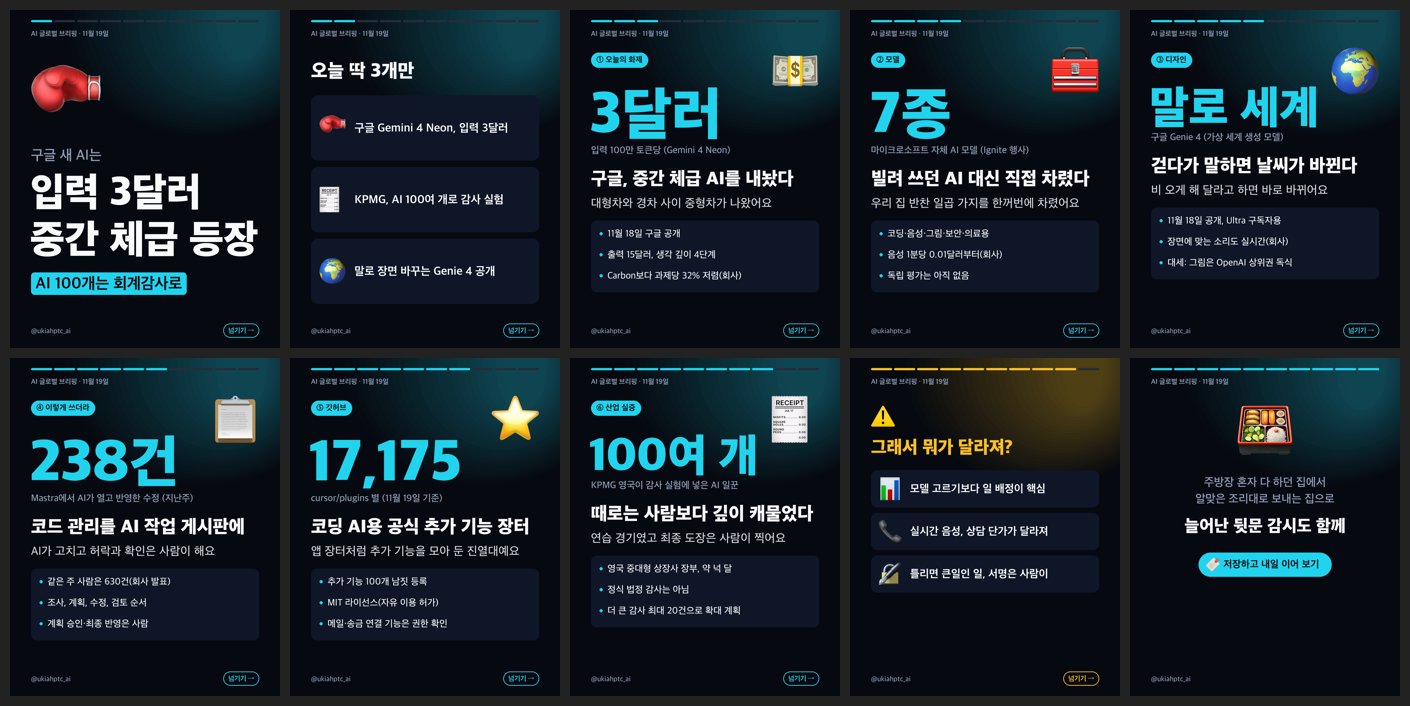 AI 글로벌 브리핑 · 11월 19일
구글 새 AI는
입력 3달러
중간 체급 등장
AI 100개는 회계감사로
@ukiahptc_ai
넘기기 →
AI 글로벌 브리핑 · 11월 19일
오늘 딱 3개만
구글 Gemini 4 Neon, 입력 3달러
KPMG, AI 100여 개로 감사 실험
말로 장면 바꾸는 Genie 4 공개
@ukiahptc_ai
넘기기 →
AI 글로벌 브리핑 · 11월 19일
① 오늘의 화제
3달러
입력 100만 토큰당 (Gemini 4 Neon)
구글, 중간 체급 AI를 내놨다
대형차와 경차 사이 중형차가 나왔어요
• 11월 18일 구글 공개
• 출력 15달러, 생각 깊이 4단계
• Carbon보다 과제당 32% 저렴(회사)
@ukiahptc_ai
넘기기 →
AI 글로벌 브리핑 · 11월 19일
② 모델
7종
마이크로소프트 자체 AI 모델 (Ignite 행사)
빌려 쓰던 AI 대신 직접 차렸다
우리 집 반찬 일곱 가지를 한꺼번에 차렸어요
• 코딩·음성·그림·보안·의료용
• 음성 1분당 0.01달러부터(회사)
• 독립 평가는 아직 없음
@ukiahptc_ai
넘기기 →
AI 글로벌 브리핑 · 11월 19일
③ 디자인
말로 세계
구글 Genie 4 (가상 세계 생성 모델)
걷다가 말하면 날씨가 바뀐다
비 오게 해 달라고 하면 바로 바뀌어요
• 11월 18일 공개, Ultra 구독자용
• 장면에 맞는 소리도 실시간(회사)
• 대세: 그림은 OpenAI 상위권 독식
@ukiahptc_ai
넘기기 →
AI 글로벌 브리핑 · 11월 19일
④ 이렇게 쓰더라
238건
Mastra에서 AI가 열고 반영한 수정 (지난주)
코드 관리를 AI 작업 게시판에
AI가 고치고 허락과 확인은 사람이 해요
• 같은 주 사람은 630건(회사 발표)
• 조사, 계획, 수정, 검토 순서
• 계획 승인·최종 반영은 사람
@ukiahptc_ai
넘기기 →
AI 글로벌 브리핑 · 11월 19일
⑤ 깃허브
17,175
cursor/plugins 별 (11월 19일 기준)
코딩 AI용 공식 추가 기능 장터
앱 장터처럼 추가 기능을 모아 둔 진열대예요
• 추가 기능 100개 남짓 등록
• MIT 라이선스(자유 이용 허가)
• 메일·송금 연결 기능은 권한 확인
@ukiahptc_ai
넘기기 →
AI 글로벌 브리핑 · 11월 19일
⑥ 산업 실증
RECEIPT
100여 개
KPMG 영국이 감사 실험에 넣은 AI 일꾼
때로는 사람보다 깊이 캐물었다
연습 경기였고 최종 도장은 사람이 찍어요
• 영국 중대형 상장사 장부, 약 넉 달
• 정식 법정 감사는 아님
• 더 큰 감사 최대 20건으로 확대 계획
@ukiahptc_ai
넘기기 →
AI 글로벌 브리핑 · 11월 19일
그래서 뭐가 달라져?
모델 고르기보다 일 배정이 핵심
실시간 음성, 상담 단가가 달라져
틀리면 큰일인 일, 서명은 사람이
@ukiahptc_ai
넘기기 →
AI 글로벌 브리핑 · 11월 19일
주방장 혼자 다 하던 집에서
알맞은 조리대로 보내는 집으로
늘어난 뒷문 감시도 함께
저장하고 내일 이어 보기
@ukiahptc_ai